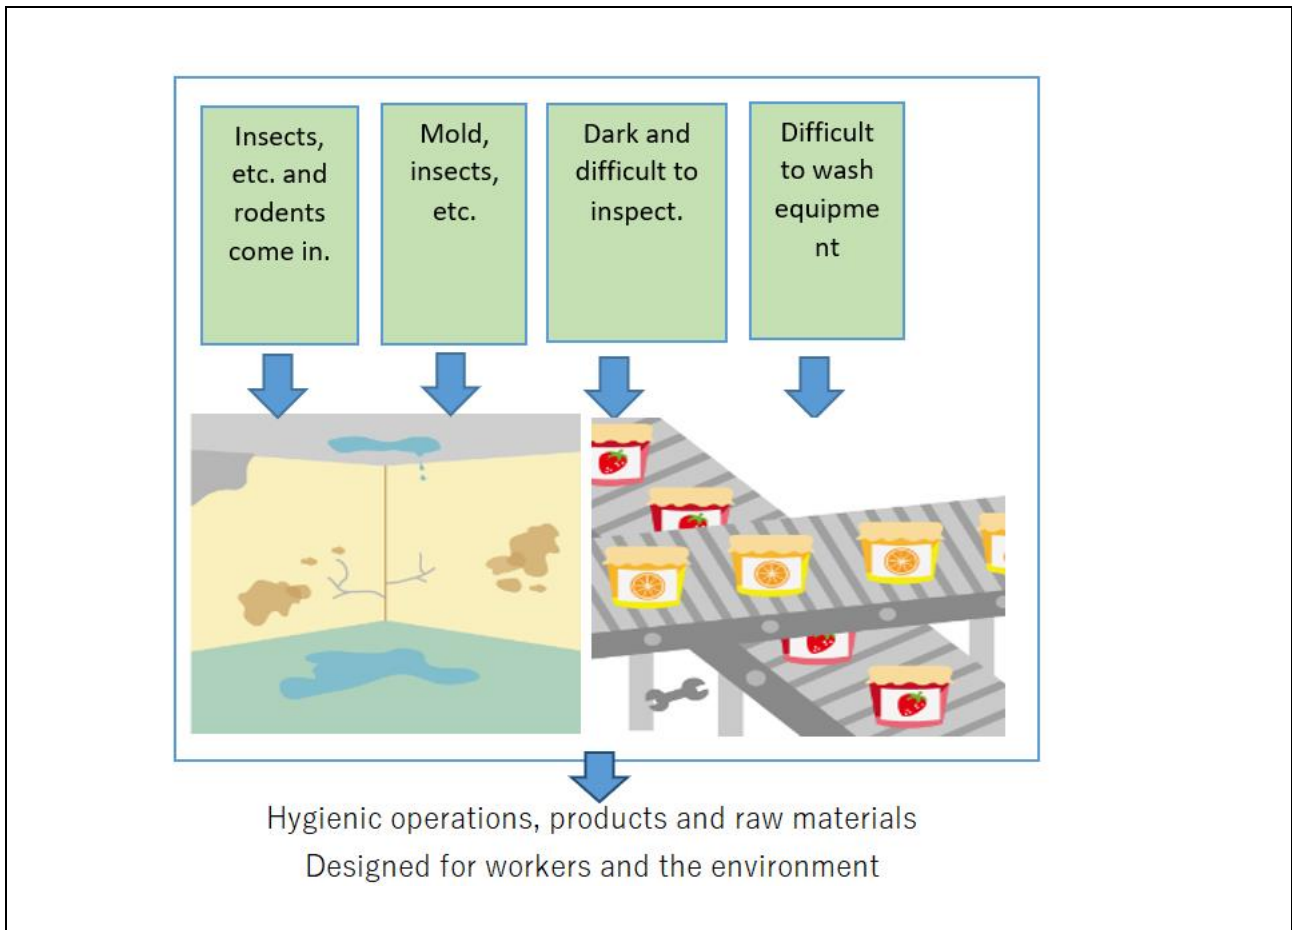 Insects,
etc. and
rodents
come in.
Mold,
insects,
etc.
Dark and
difficult to
inspect.
Difficult
to wash
equipme
nt
Hygienic operations, products and raw materials
Designed for workers and the environment